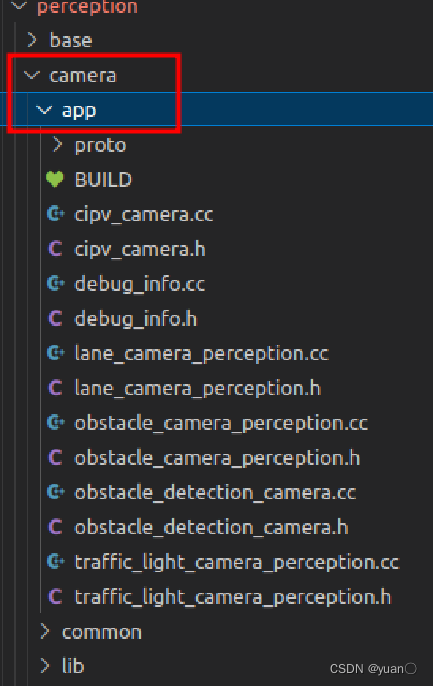 perception
base
camera
app
proto
BUILD
cipv_camera.cc
cipv_camera.h
debug_info.cc
debug_info.h
lane_camera_perception.cc
lane_camera_perception.h
obstacle_camera_perception.cc
obstacle_camera_perception.h
obstacle_detection_camera.cc
obstacle_detection_camera.h
traffic_light_camera_perception.cc
traffic_light_camera_perception.h
common
lib
CSDN @yuan〇